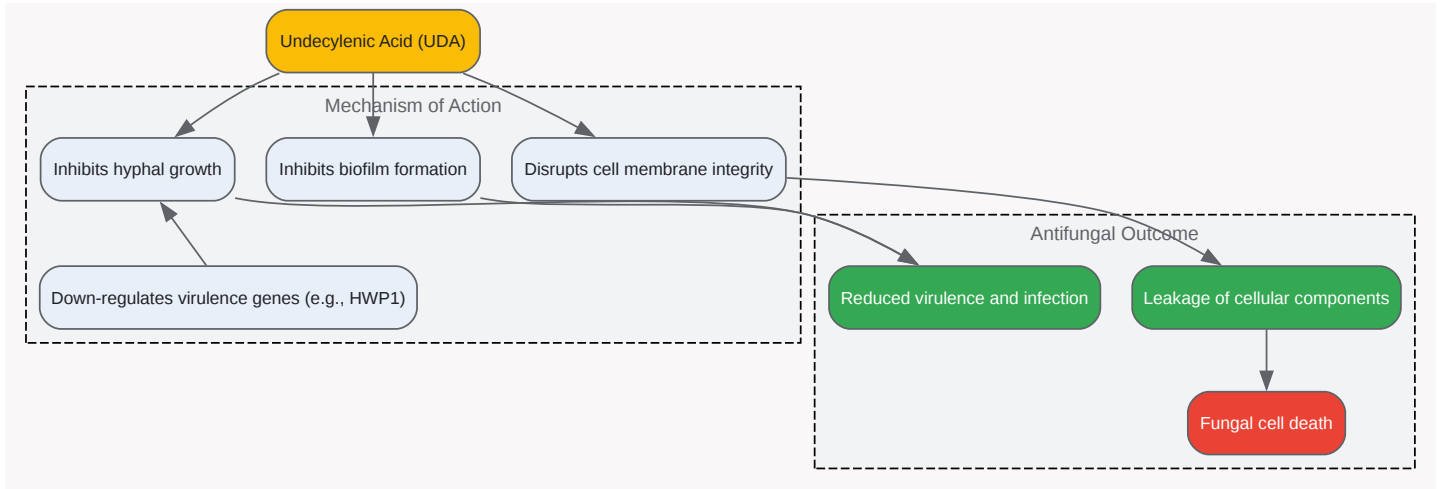 Undecylenic Acid (UDA)
Mechanism of Action
Inhibits hyphal growth
Inhibits biofilm formation
Disrupts cell membrane integrity
Down-regulates virulence genes (e.g., HWP1)
Antifungal Outcome
Reduced virulence and infection
Leakage of cellular components
Fungal cell death